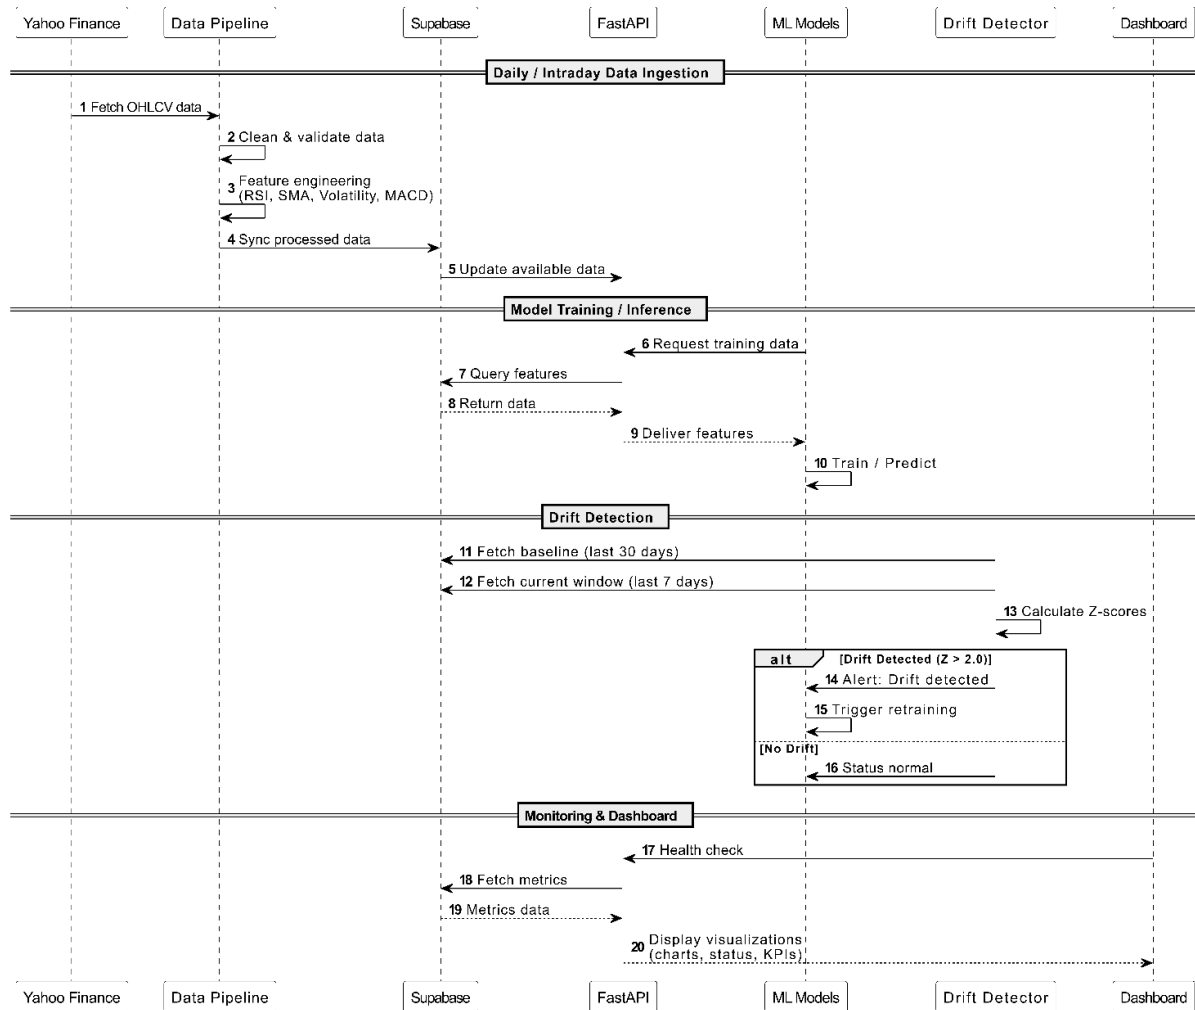 Yahoo Finance
Data Pipeline
Supabase
FastAPI
ML Models
Drift Detector
Dashboard
Daily / Intraday Data Ingestion
1 Fetch OHLCV data
2 Clean & validate data
3 Feature engineering
(RSI, SMA, Volatility, MACD)
4 Sync processed data
5 Update available data
Model Training / Inference
6 Request training data
7 Query features
8 Return data
9 Deliver features
10 Train / Predict
Drift Detection
11 Fetch baseline (last 30 days)
12 Fetch current window (last 7 days)
13 Calculate Z-scores
alt [Drift Detected (Z > 2.0)]
14 Alert: Drift detected
15 Trigger retraining
[No Drift]
16 Status normal
Monitoring & Dashboard
17 Health check
18 Fetch metrics
19 Metrics data
20 Display visualizations
(charts, status, KPIs)
Yahoo Finance
Data Pipeline
Supabase
FastAPI
ML Models
Drift Detector
Dashboard